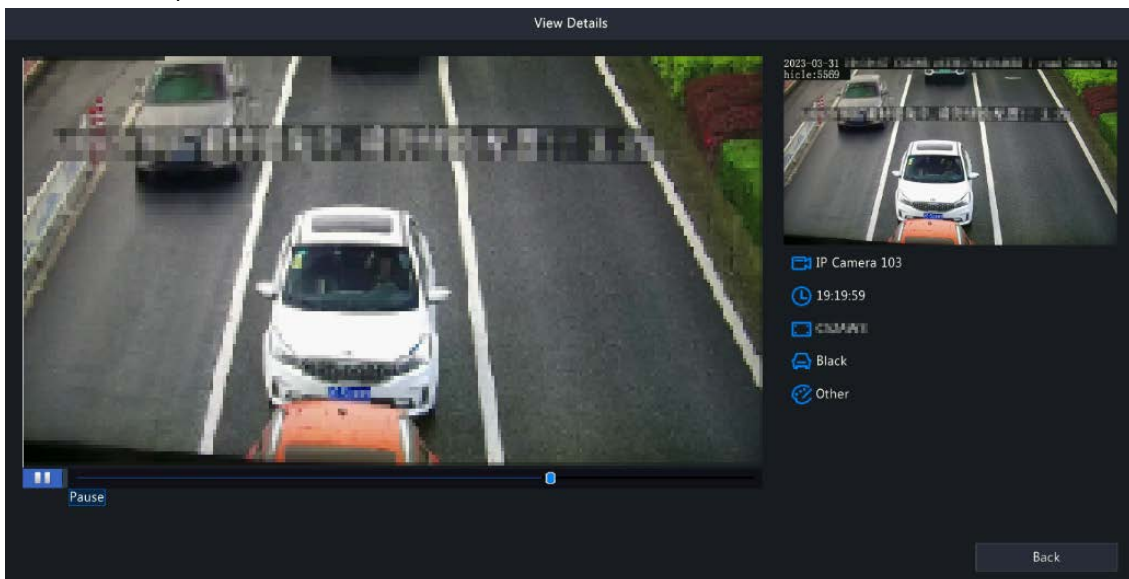 View Details
2023-03-31
hicle:5569
IP Camera 103
19:19:59
Black
Other
Pause
Back